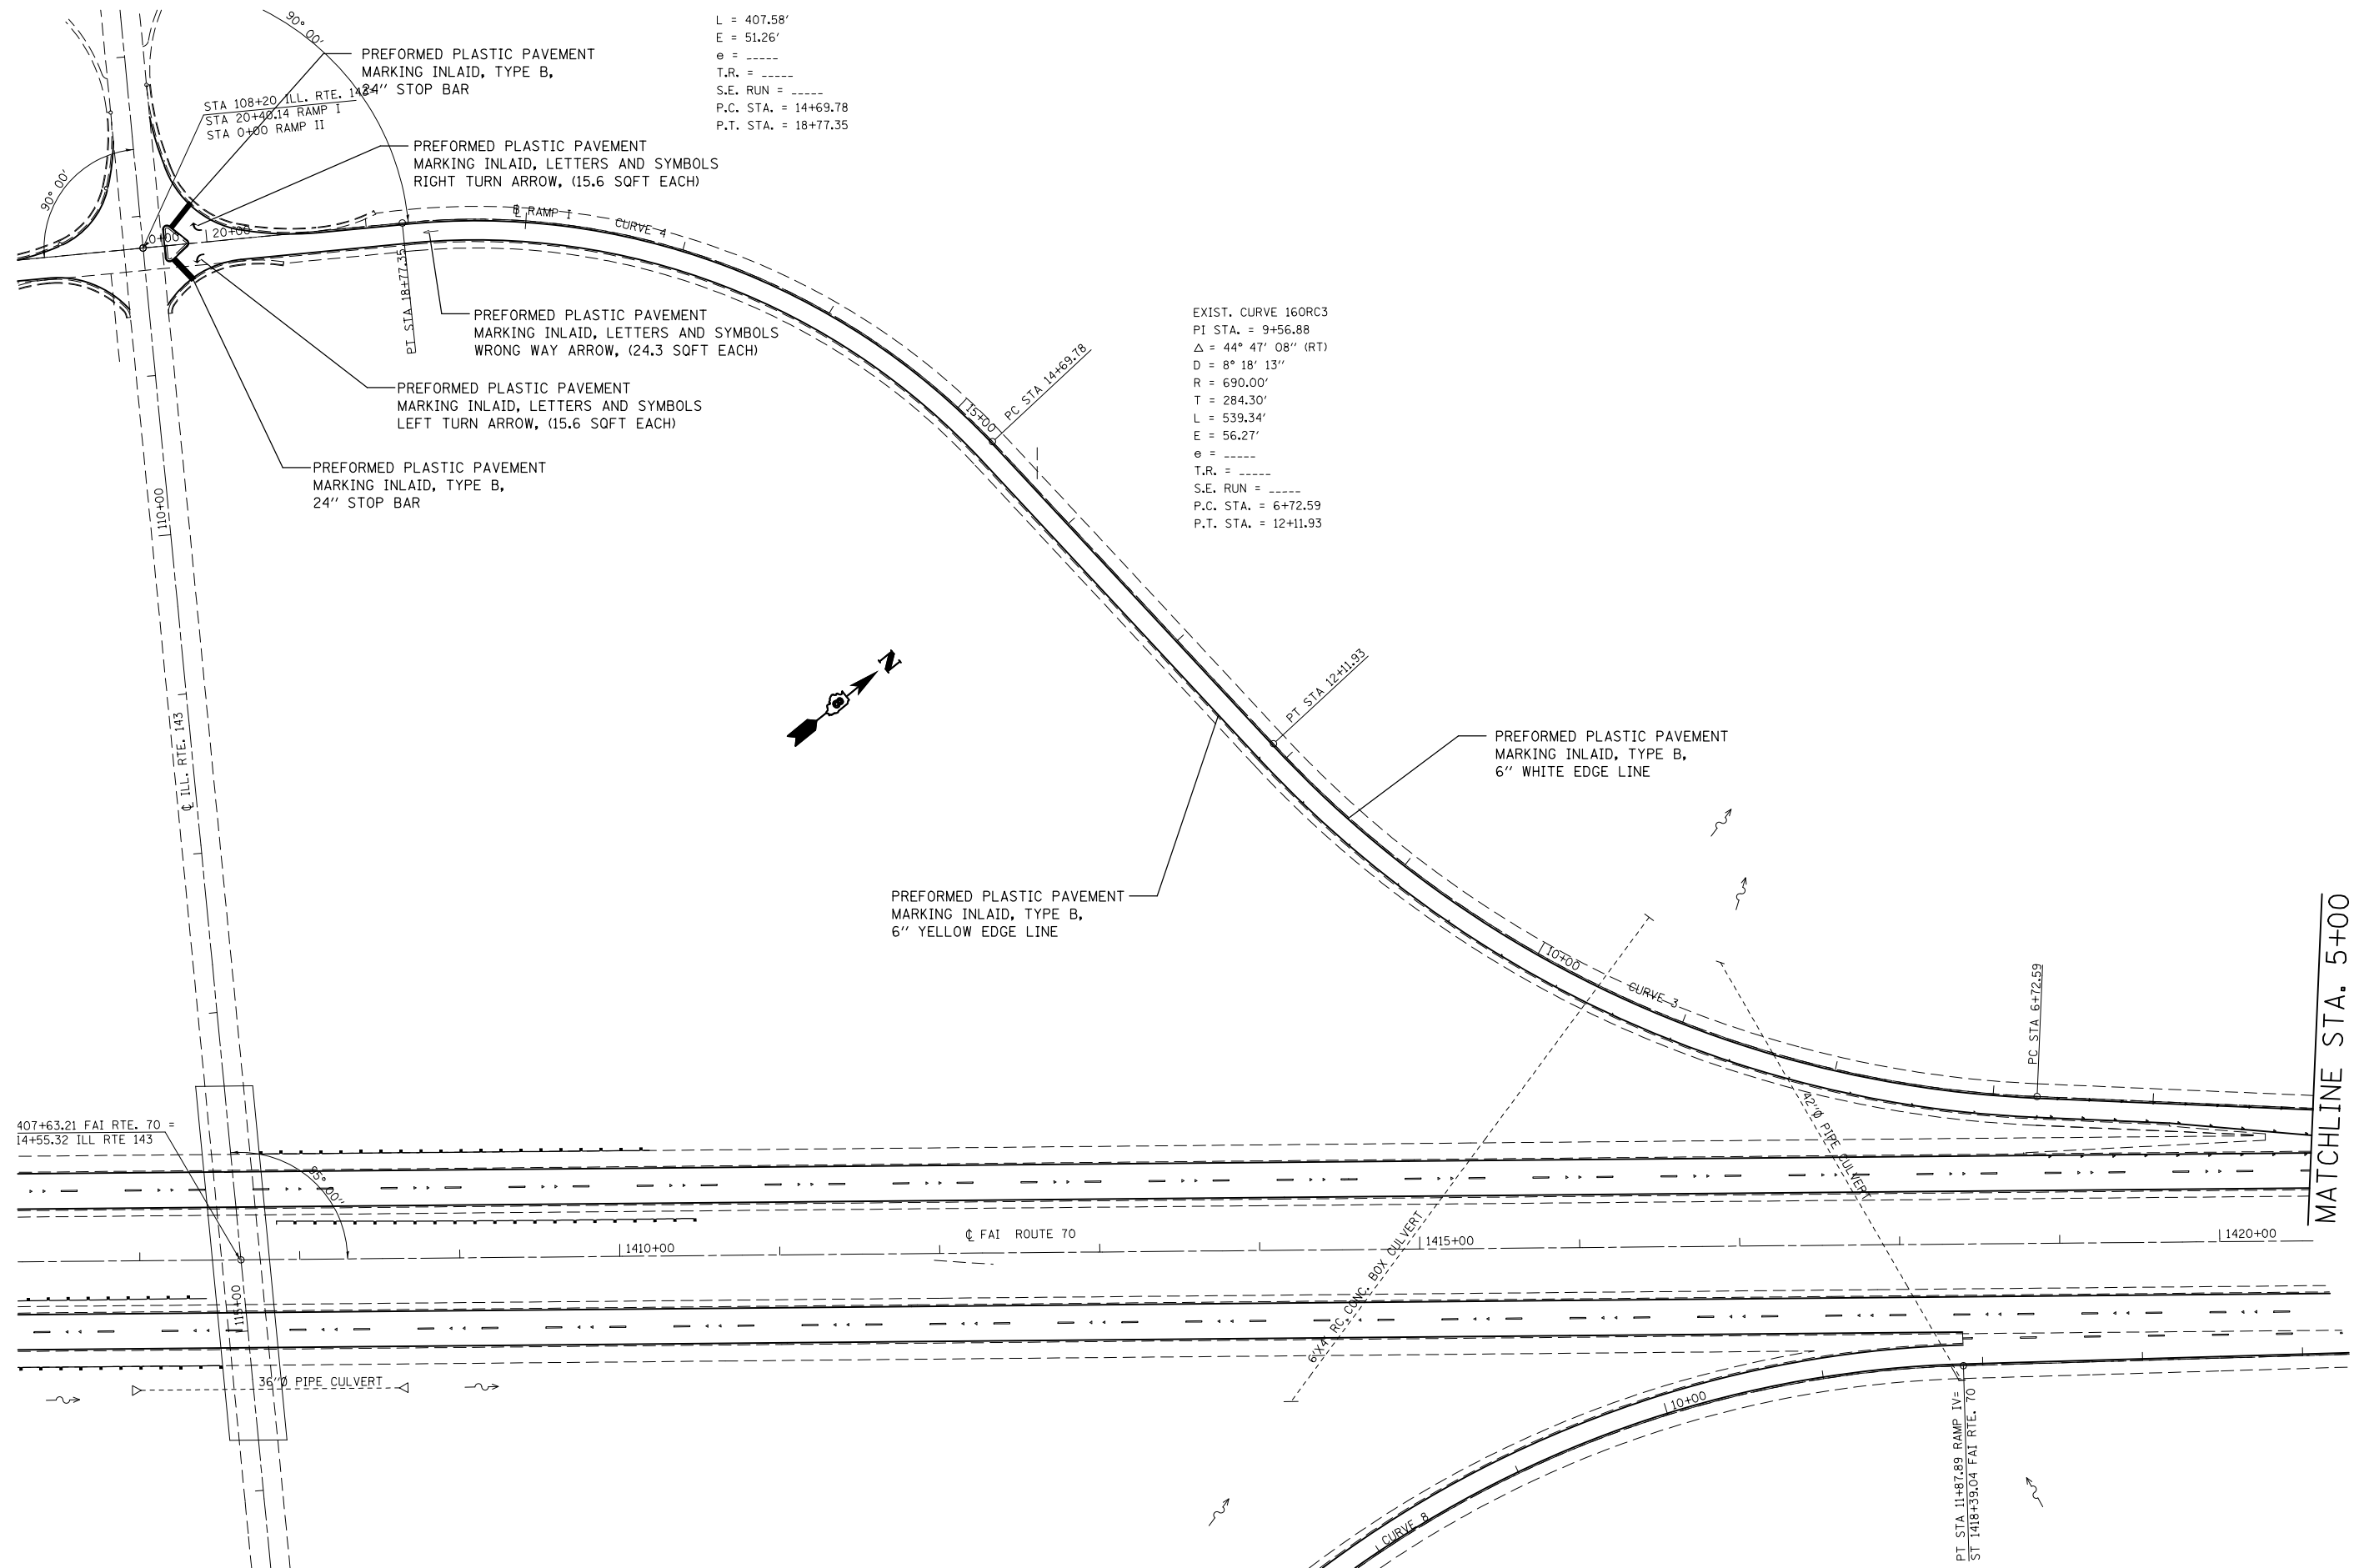 90° 00'
L = 407.58'
E = 51.26'
e = _____
T.R. = _____
S.E. RUN = _____
P.C. STA. = 14+69.78
P.T. STA. = 18+77.35
PREFORMED PLASTIC PAVEMENT
MARKING INLAID, TYPE B,
24'' STOP BAR
STA 108+20 ILL. RTE. 143=
STA 20+40.14 RAMP I
STA 0+00 RAMP II
PREFORMED PLASTIC PAVEMENT
MARKING INLAID, LETTERS AND SYMBOLS
RIGHT TURN ARROW, (15.6 SQFT EACH)
90° 00'
0+00
20+00
℄ RAMP I
CURVE 4
PT STA 18+77.35
PREFORMED PLASTIC PAVEMENT
MARKING INLAID, LETTERS AND SYMBOLS
WRONG WAY ARROW, (24.3 SQFT EACH)
PREFORMED PLASTIC PAVEMENT
MARKING INLAID, LETTERS AND SYMBOLS
LEFT TURN ARROW, (15.6 SQFT EACH)
PREFORMED PLASTIC PAVEMENT
MARKING INLAID, TYPE B,
24'' STOP BAR
EXIST. CURVE 160RC3
PI STA. = 9+56.88
Δ = 44° 47' 08'' (RT)
D = 8° 18' 13''
R = 690.00'
T = 284.30'
L = 539.34'
E = 56.27'
e = _____
T.R. = _____
S.E. RUN = _____
P.C. STA. = 6+72.59
P.T. STA. = 12+11.93
15+00
PC STA 14+69.78
110+00
N
PT STA 12+11.93
℄ ILL. RTE. 143
PREFORMED PLASTIC PAVEMENT
MARKING INLAID, TYPE B,
6'' WHITE EDGE LINE
PREFORMED PLASTIC PAVEMENT
MARKING INLAID, TYPE B,
6'' YELLOW EDGE LINE
10+00
CURVE 3
PC STA 6+72.59
MATCHLINE STA. 5+00
407+63.21 FAI RTE. 70 =
14+55.32 ILL RTE 143
95° 00''
42''Ø PIPE CULVERT
1410+00
℄ FAI ROUTE 70
1415+00
1420+00
6'X4' RC. CONC. BOX CULVERT
115+00
36''Ø PIPE CULVERT
10+00
CURVE 8
PT STA 11+87.89 RAMP IV=
ST 1418+39.04 FAI RTE. 70